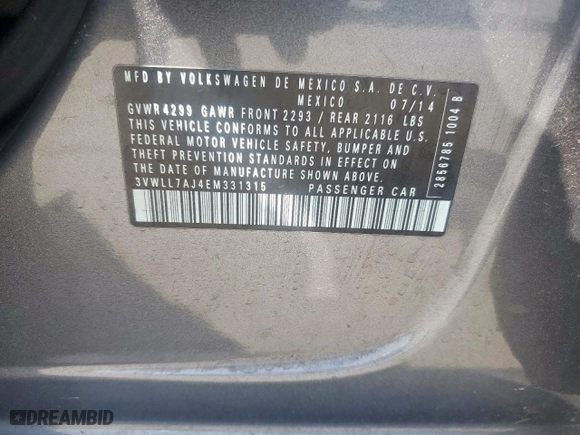 MFD BY VOLKSWAGEN DE MEXICO S.A. DE C.V.
MEXICO 07/14
GVWR 4299 GAWR FRONT 2293 / REAR 2116 LBS
THIS VEHICLE CONFORMS TO ALL APPLICABLE U.S.
FEDERAL MOTOR VEHICLE SAFETY, BUMPER AND
THEFT PREVENTION STANDARDS IN EFFECT ON
THE DATE OF MANUFACTURE SHOWN ABOVE.
3VWLL7AJ4EM331315 PASSENGER CAR
2856785 1004 B
DREAMBID